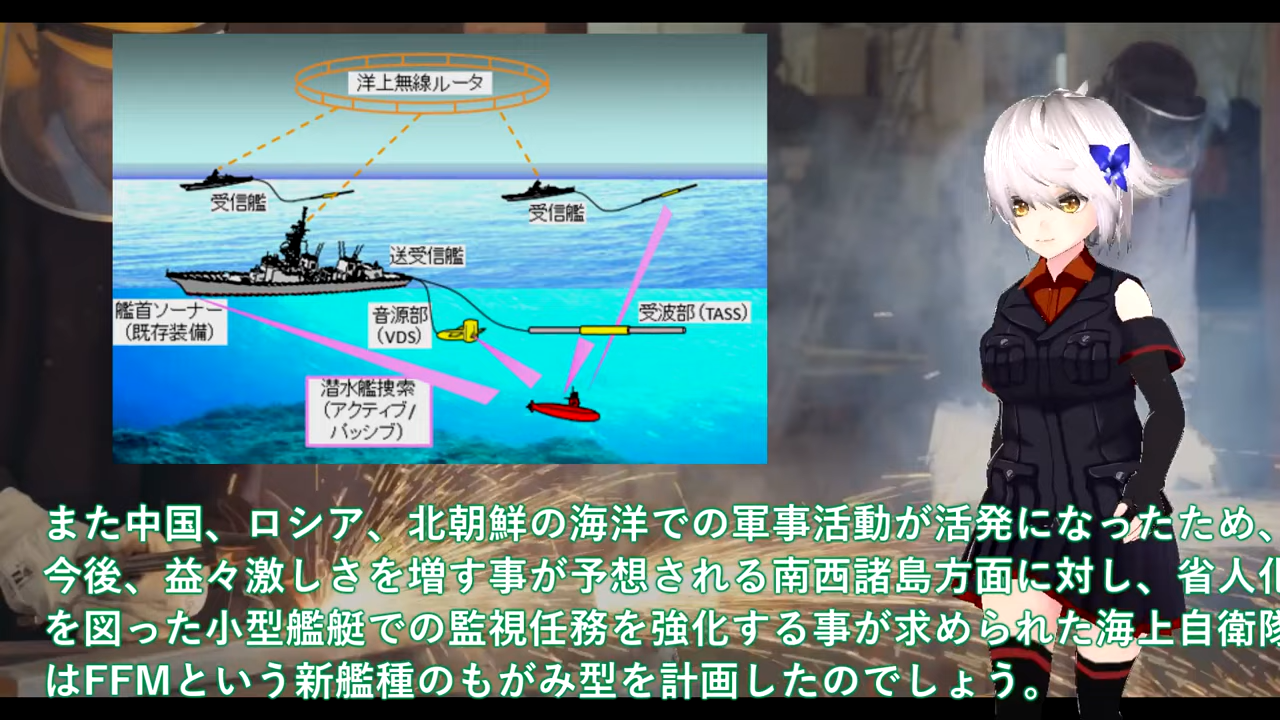 洋上無線ルータ
受信艦
受信艦
送受信艦
艦首ソーナー
（既存装備）
音源部
（VDS）
受波部（TASS）
潜水艦捜索
（アクティブ/
パッシブ）
また中国、ロシア、北朝鮮の海洋での軍事活動が活発になったため、
今後、益々激しさを増す事が予想される南西諸島方面に対し、省人化
を図った小型艦艇での監視任務を強化する事が求められた海上自衛隊
はFFMという新艦種のもがみ型を計画したのでしょう。